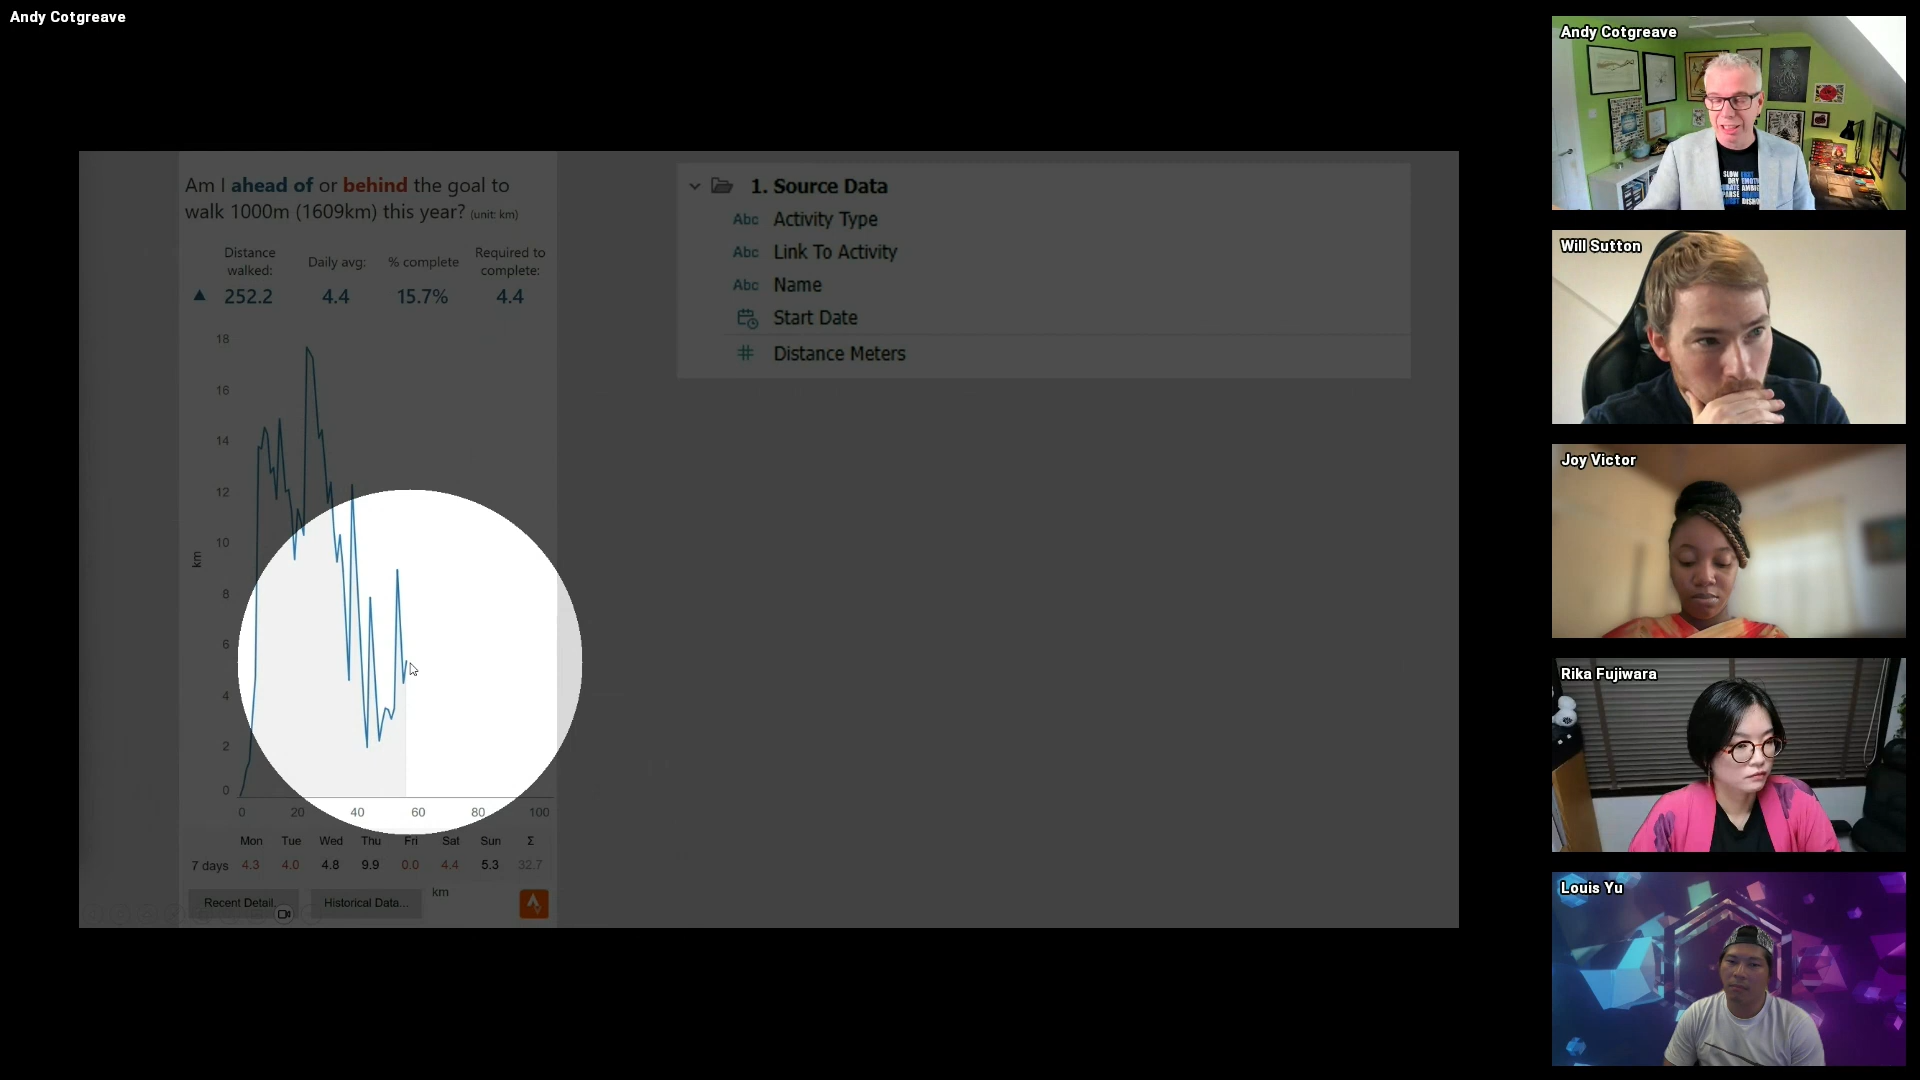 Andy Cotgreave
Am I ahead of or behind the goal to
walk 1000m (1609km) this year? (unit: km)
Distance
walked:
Daily avg:
% complete
Required to
complete:
▲ 252.2
4.4
15.7%
4.4
18
16
14
12
10
8
6
4
2
0
km
0 20 40 60 80 100
Mon Tue Wed Thu Fri Sat Sun Σ
7 days 4.3 4.0 4.8 9.9 0.0 4.4 5.3 32.7
km
Recent Detail...
Historical Data...
1. Source Data
Abc Activity Type
Abc Link To Activity
Abc Name
Start Date
# Distance Meters
Andy Cotgreave
Will Sutton
Joy Victor
Rika Fujiwara
Louis Yu